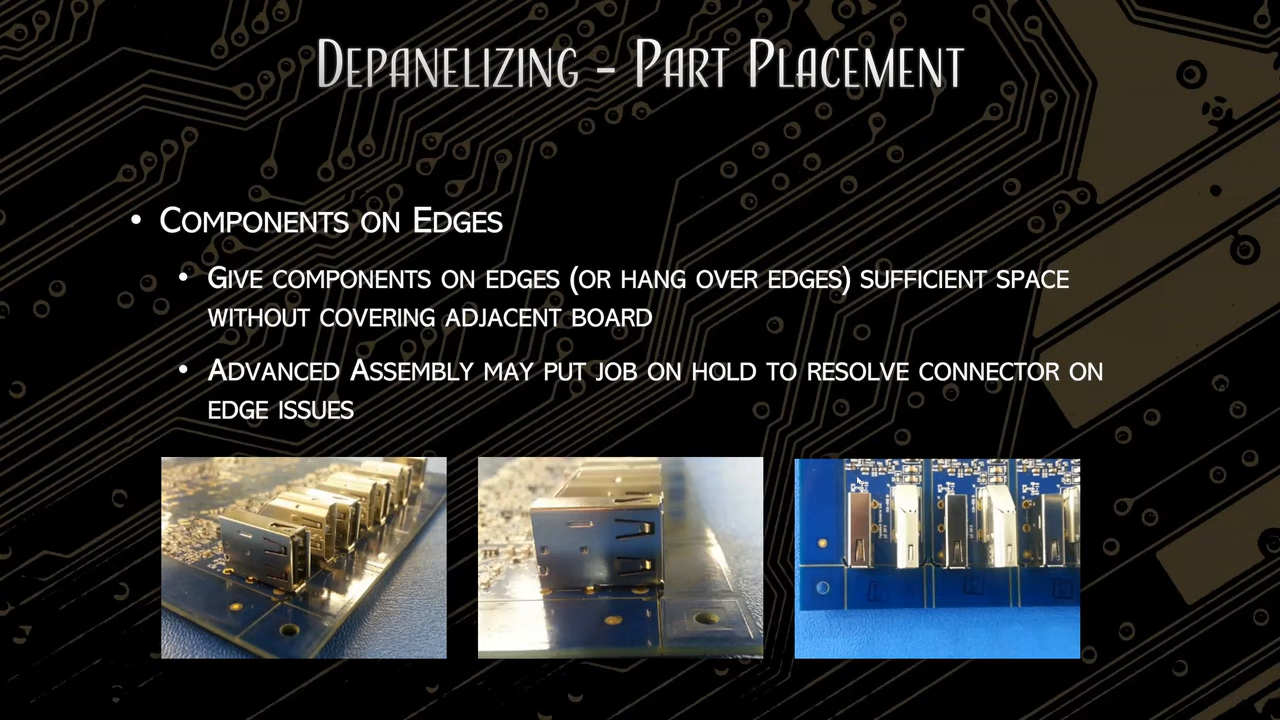 Depanelizing – Part Placement
• Components on Edges
• Give components on edges (or hang over edges) sufficient space
without covering adjacent board
• Advanced Assembly may put job on hold to resolve connector on
edge issues